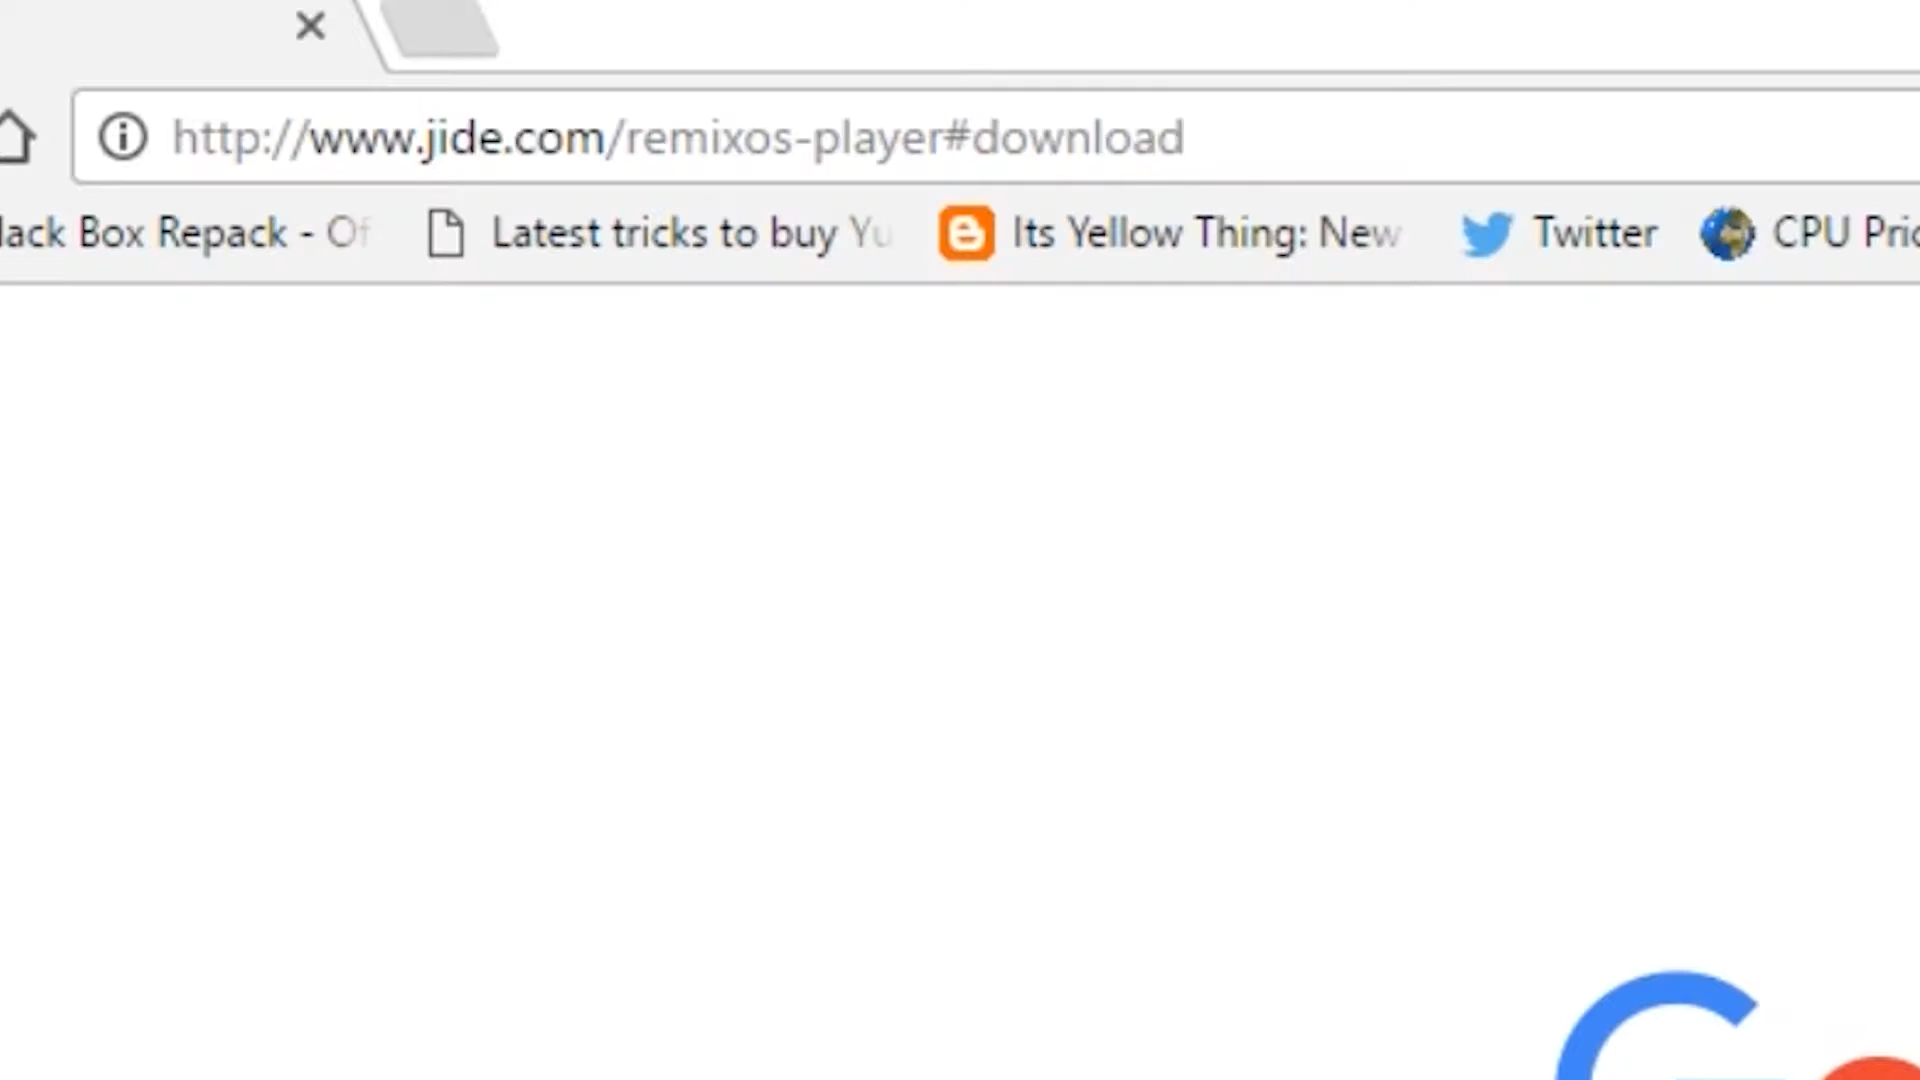 http://www.jide.com/remixos-player#download
Box Repack - Of Latest tricks to buy Yu Its Yellow Thing: New Twitter CPU